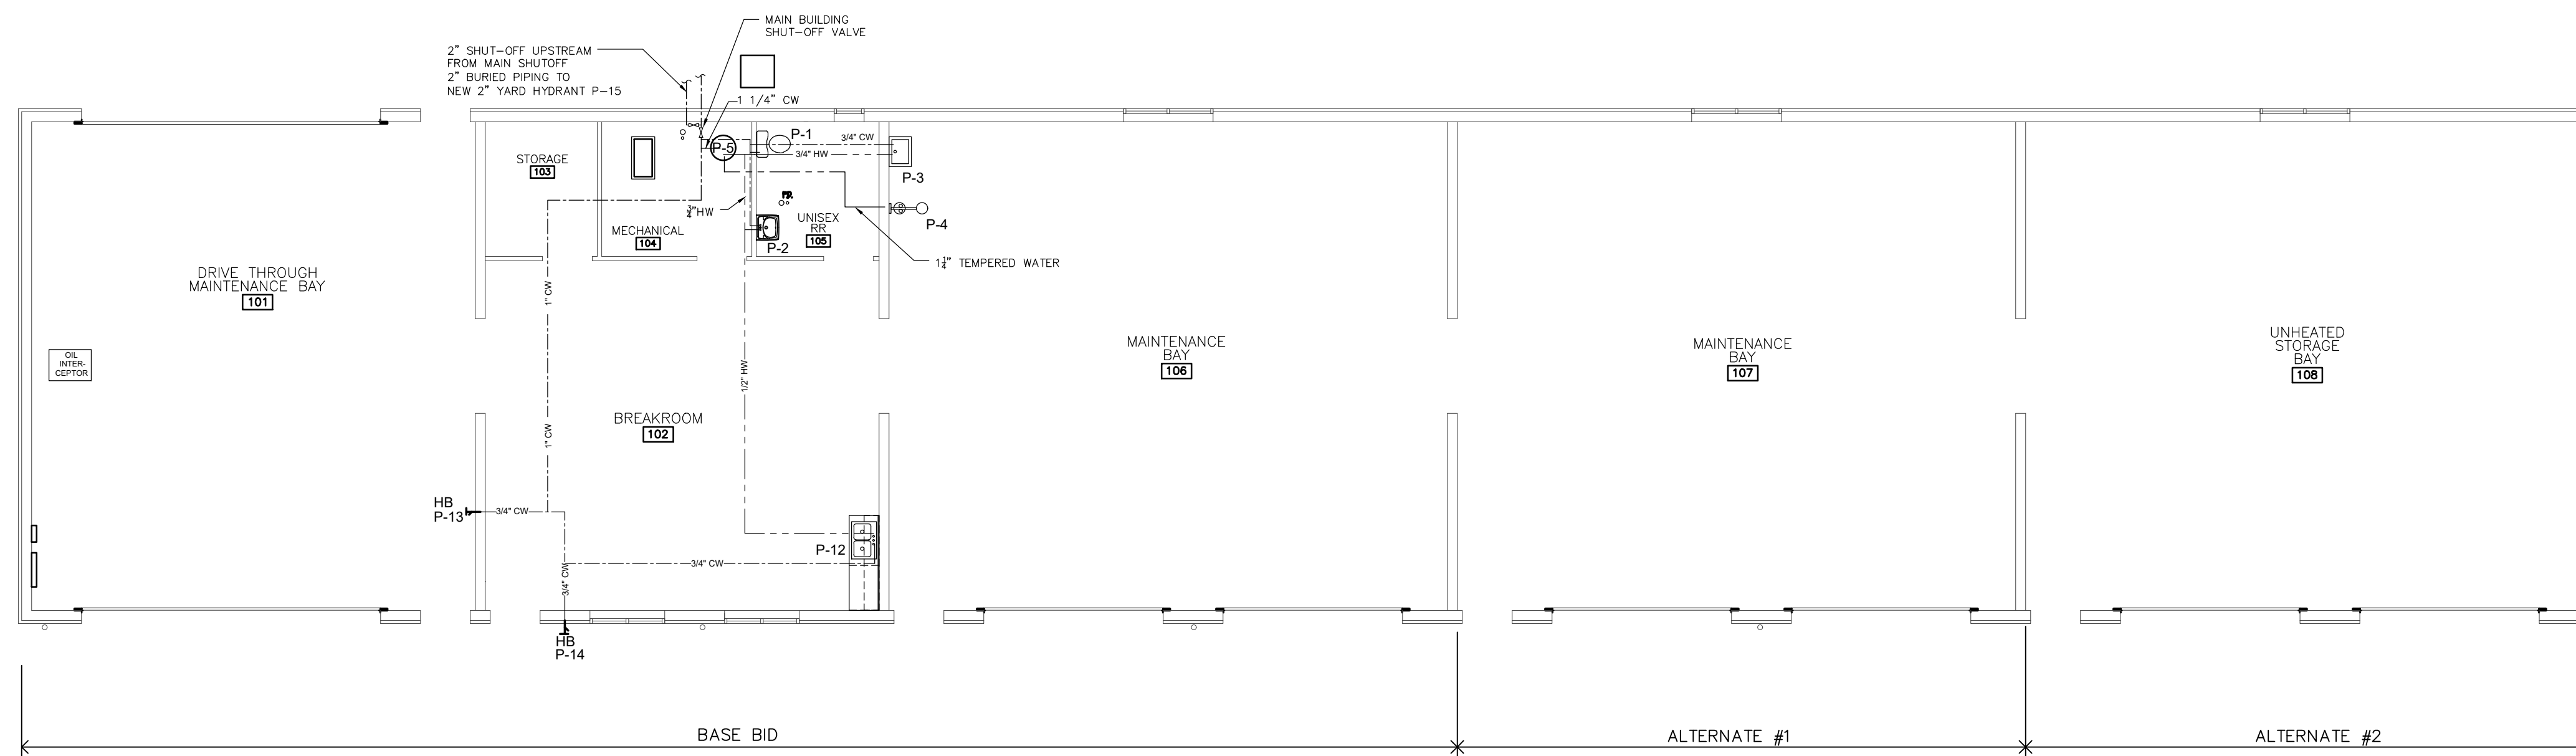 MAIN BUILDING
SHUT-OFF VALVE
2" SHUT-OFF UPSTREAM
FROM MAIN SHUTOFF
2" BURIED PIPING TO
NEW 2" YARD HYDRANT P-15
1 1/4" CW
P-1
3/4" CW
P-5
3/4" HW
STORAGE
103
P-3
F.D.
¾"HW
UNISEX
RR
105
P-4
MECHANICAL
104
P-2
1¼" TEMPERED WATER
DRIVE THROUGH
MAINTENANCE BAY
101
1" CW
OIL
INTER-
CEPTOR
MAINTENANCE
BAY
106
MAINTENANCE
BAY
107
UNHEATED
STORAGE
BAY
108
1/2" HW
BREAKROOM
102
1" CW
HB
P-13
3/4" CW
P-12
3/4" CW
3/4" CW
HB
P-14
BASE BID
ALTERNATE #1
ALTERNATE #2